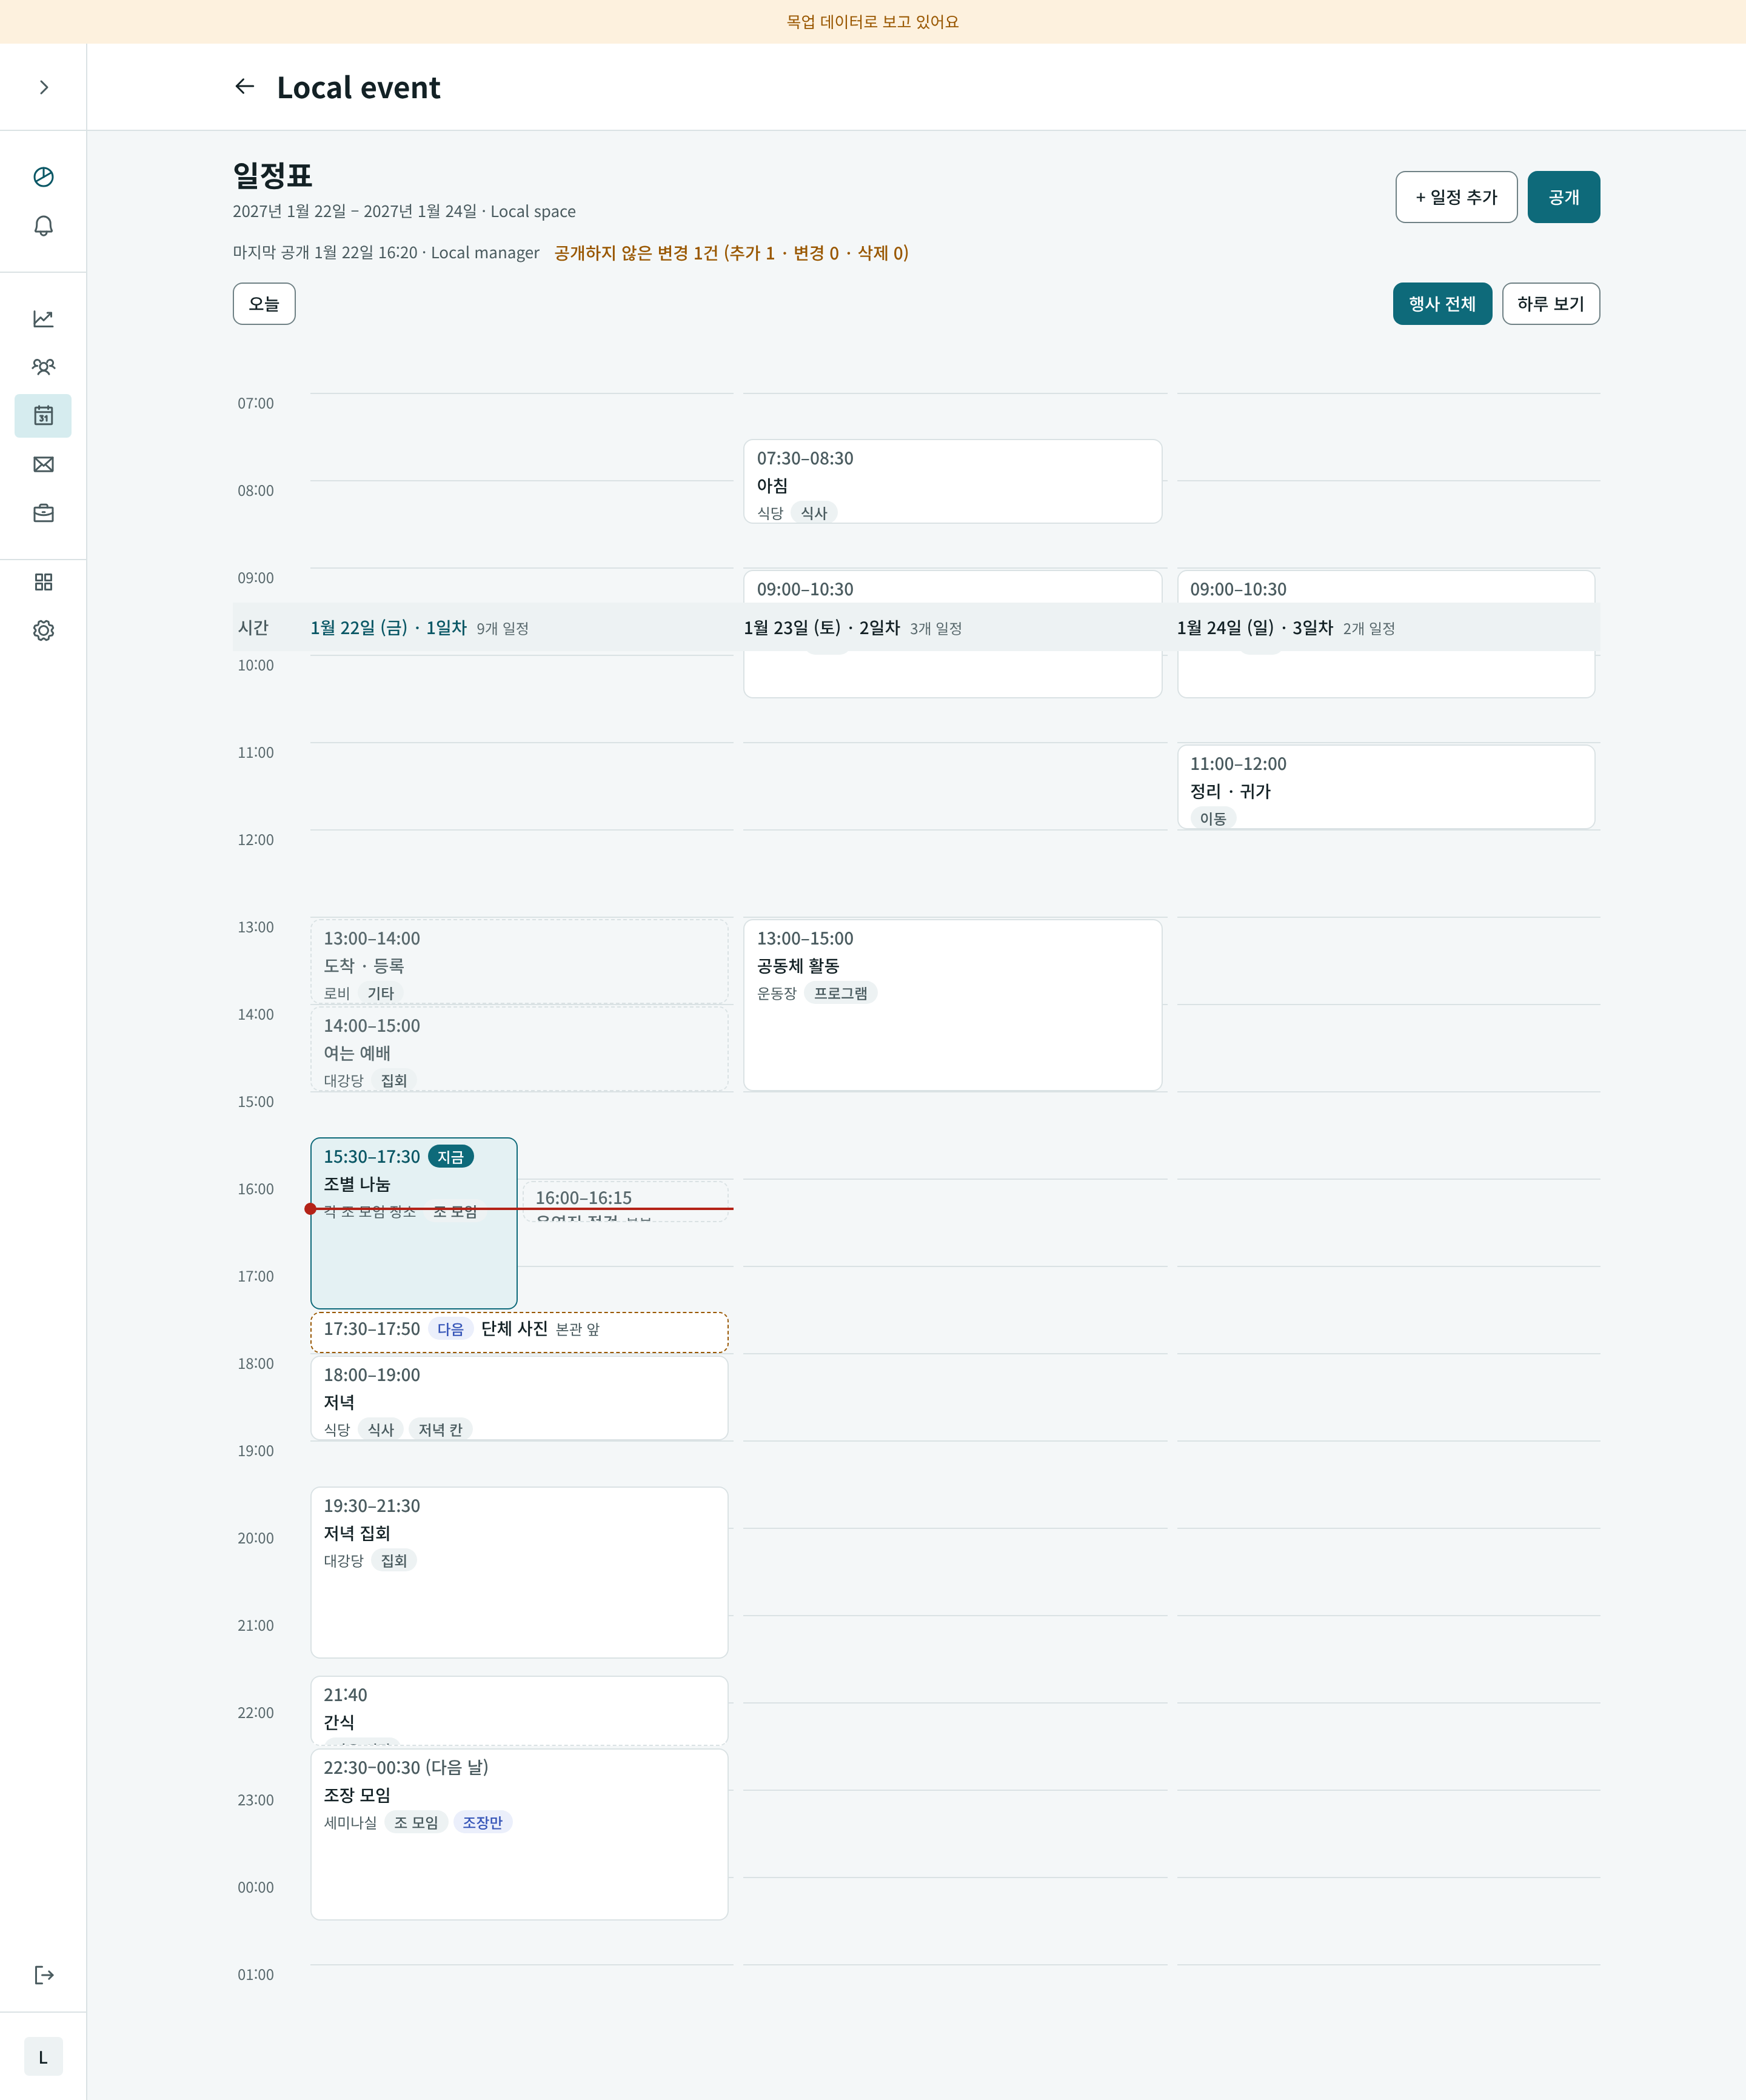 목업 데이터로 보고 있어요
Local event
일정표
2027년 1월 22일 – 2027년 1월 24일 · Local space
+ 일정 추가
공개
마지막 공개 1월 22일 16:20 · Local manager 공개하지 않은 변경 1건 (추가 1 · 변경 0 · 삭제 0)
오늘
행사 전체
하루 보기
31
07:00
07:30–08:30
아침
식당 식사
08:00
09:00
09:00–10:30
09:00–10:30
시간
1월 22일 (금) · 1일차 9개 일정
1월 23일 (토) · 2일차 3개 일정
1월 24일 (일) · 3일차 2개 일정
10:00
11:00
11:00–12:00
정리 · 귀가
이동
12:00
13:00
13:00–14:00
도착 · 등록
로비 기타
13:00–15:00
공동체 활동
운동장 프로그램
14:00
14:00–15:00
여는 예배
대강당 집회
15:00
15:30–17:30 지금
조별 나눔
각 조 모임 장소 조 모임
16:00
16:00–16:15
17:00
17:30–17:50 다음 단체 사진 본관 앞
18:00
18:00–19:00
저녁
식당 식사 저녁 칸
19:00
19:30–21:30
저녁 집회
대강당 집회
20:00
21:00
21:40
간식
22:00
22:30–00:30 (다음 날)
조장 모임
세미나실 조 모임 조장만
23:00
00:00
01:00
L